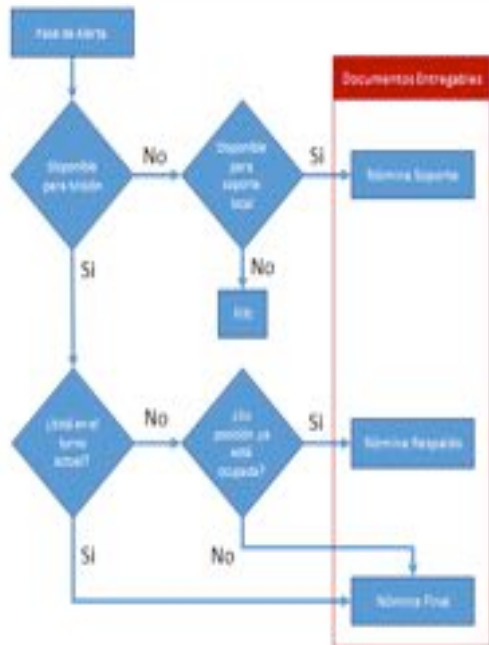 Fase de Alerta
Documentos Entregables
Disponible
para misión
No
Disponible
para
soporte
local
Si
Nómina Soporte
Si
No
Fin
¿Está en el
turno
actual?
No
¿Su
posición ya
está
ocupada?
Si
Nómina Respaldo
Si
No
Nómina Final